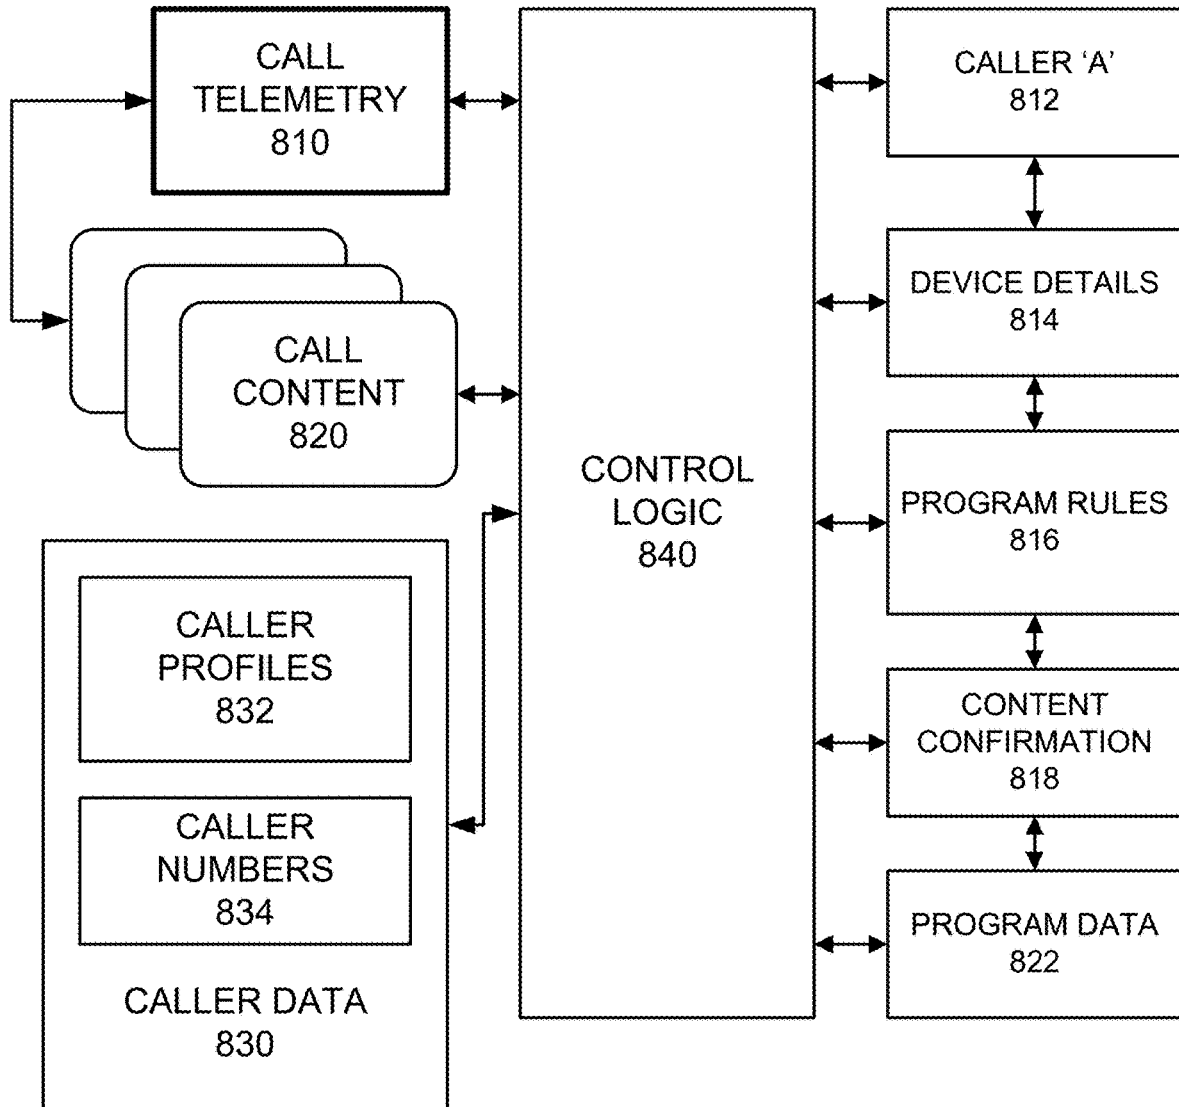 CALL
TELEMETRY
810
CALL
CONTENT
820
CALLER
PROFILES
832
CALLER
NUMBERS
834
CALLER DATA
830
CONTROL
LOGIC
840
CALLER ‘A’
812
DEVICE DETAILS
814
PROGRAM RULES
816
CONTENT
CONFIRMATION
818
PROGRAM DATA
822